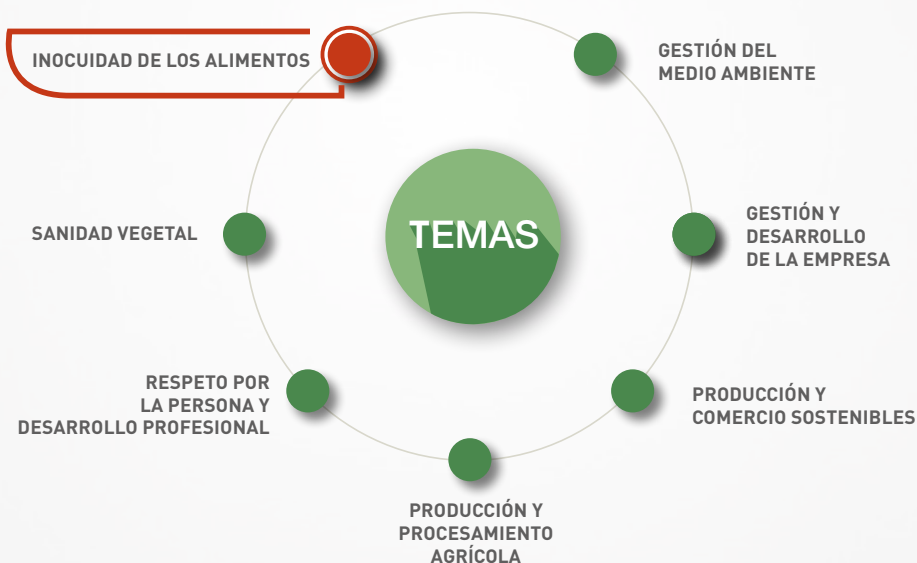 INOCUIDAD DE LOS ALIMENTOS
GESTIÓN DEL
MEDIO AMBIENTE
SANIDAD VEGETAL
TEMAS
GESTIÓN Y
DESARROLLO
DE LA EMPRESA
RESPETO POR
LA PERSONA Y
DESARROLLO PROFESIONAL
PRODUCCIÓN Y
COMERCIO SOSTENIBLES
PRODUCCIÓN Y
PROCESAMIENTO
AGRÍCOLA